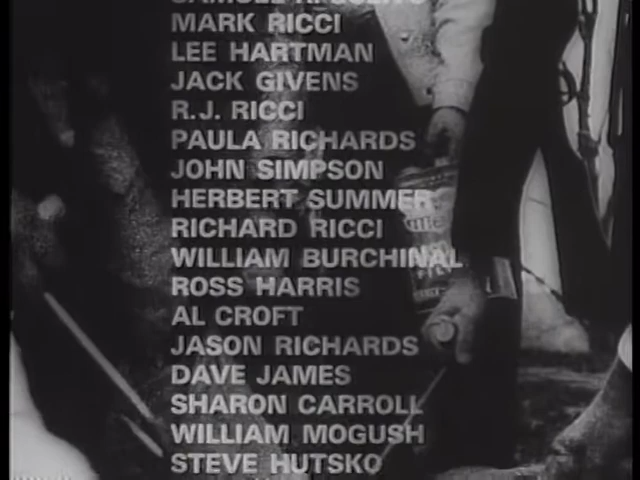 MARK RICCI
LEE HARTMAN
JACK GIVENS
R.J. RICCI
PAULA RICHARDS
JOHN SIMPSON
HERBERT SUMMER
RICHARD RICCI
WILLIAM BURCHINAL
ROSS HARRIS
AL CROFT
JASON RICHARDS
DAVE JAMES
SHARON CARROLL
WILLIAM MOGUSH
STEVE HUTSKO